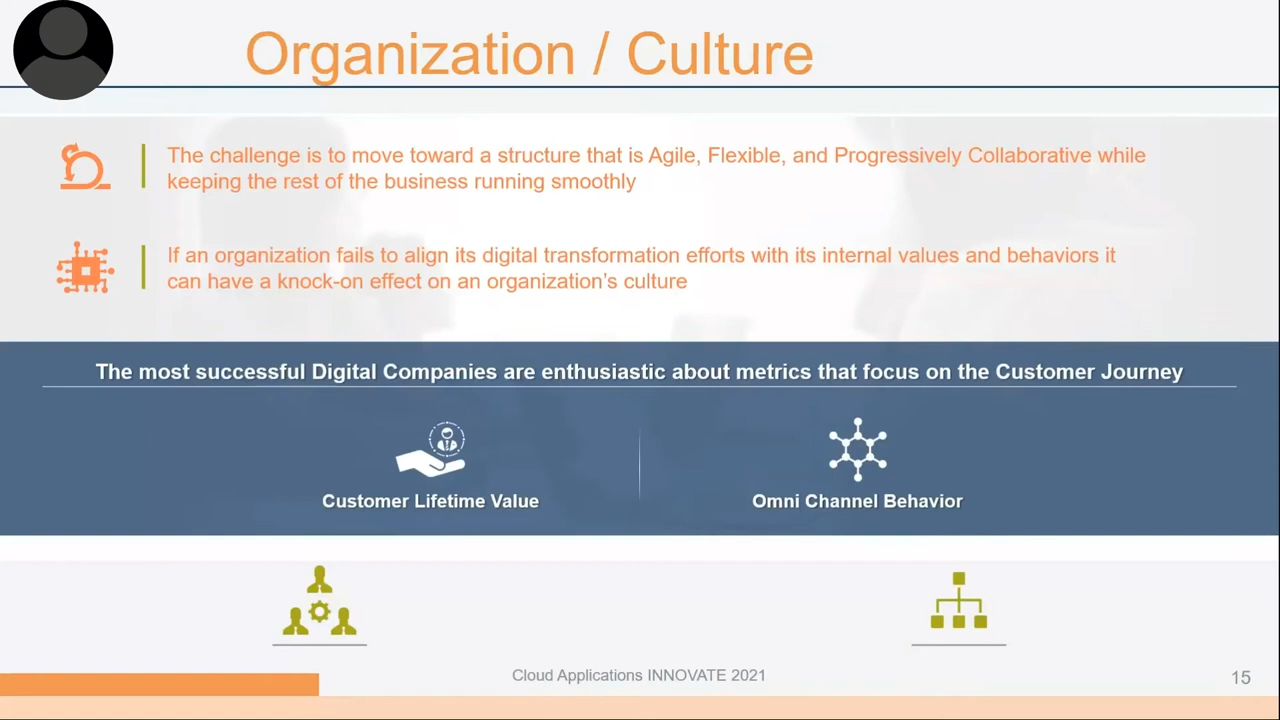 Organization / Culture
The challenge is to move toward a structure that is Agile, Flexible, and Progressively Collaborative while
keeping the rest of the business running smoothly
If an organization fails to align its digital transformation efforts with its internal values and behaviors it
can have a knock-on effect on an organization’s culture
The most successful Digital Companies are enthusiastic about metrics that focus on the Customer Journey
Customer Lifetime Value
Omni Channel Behavior
Cloud Applications INNOVATE 2021
15